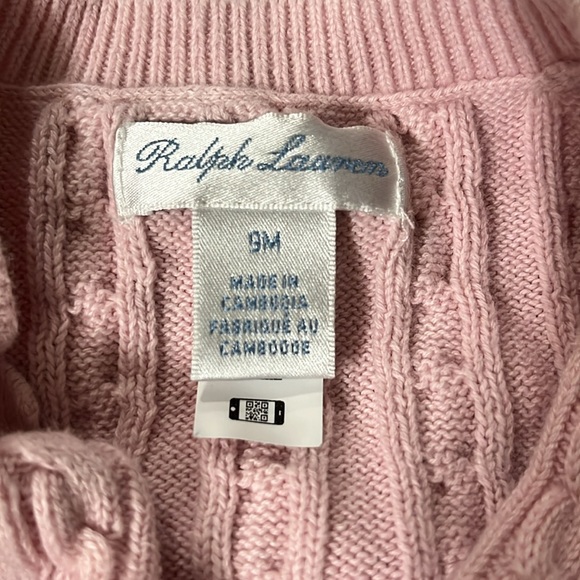 Ralph Lauren
9M
MADE IN
CAMBODIA
FABRIQUÉ AU
CAMBODGE